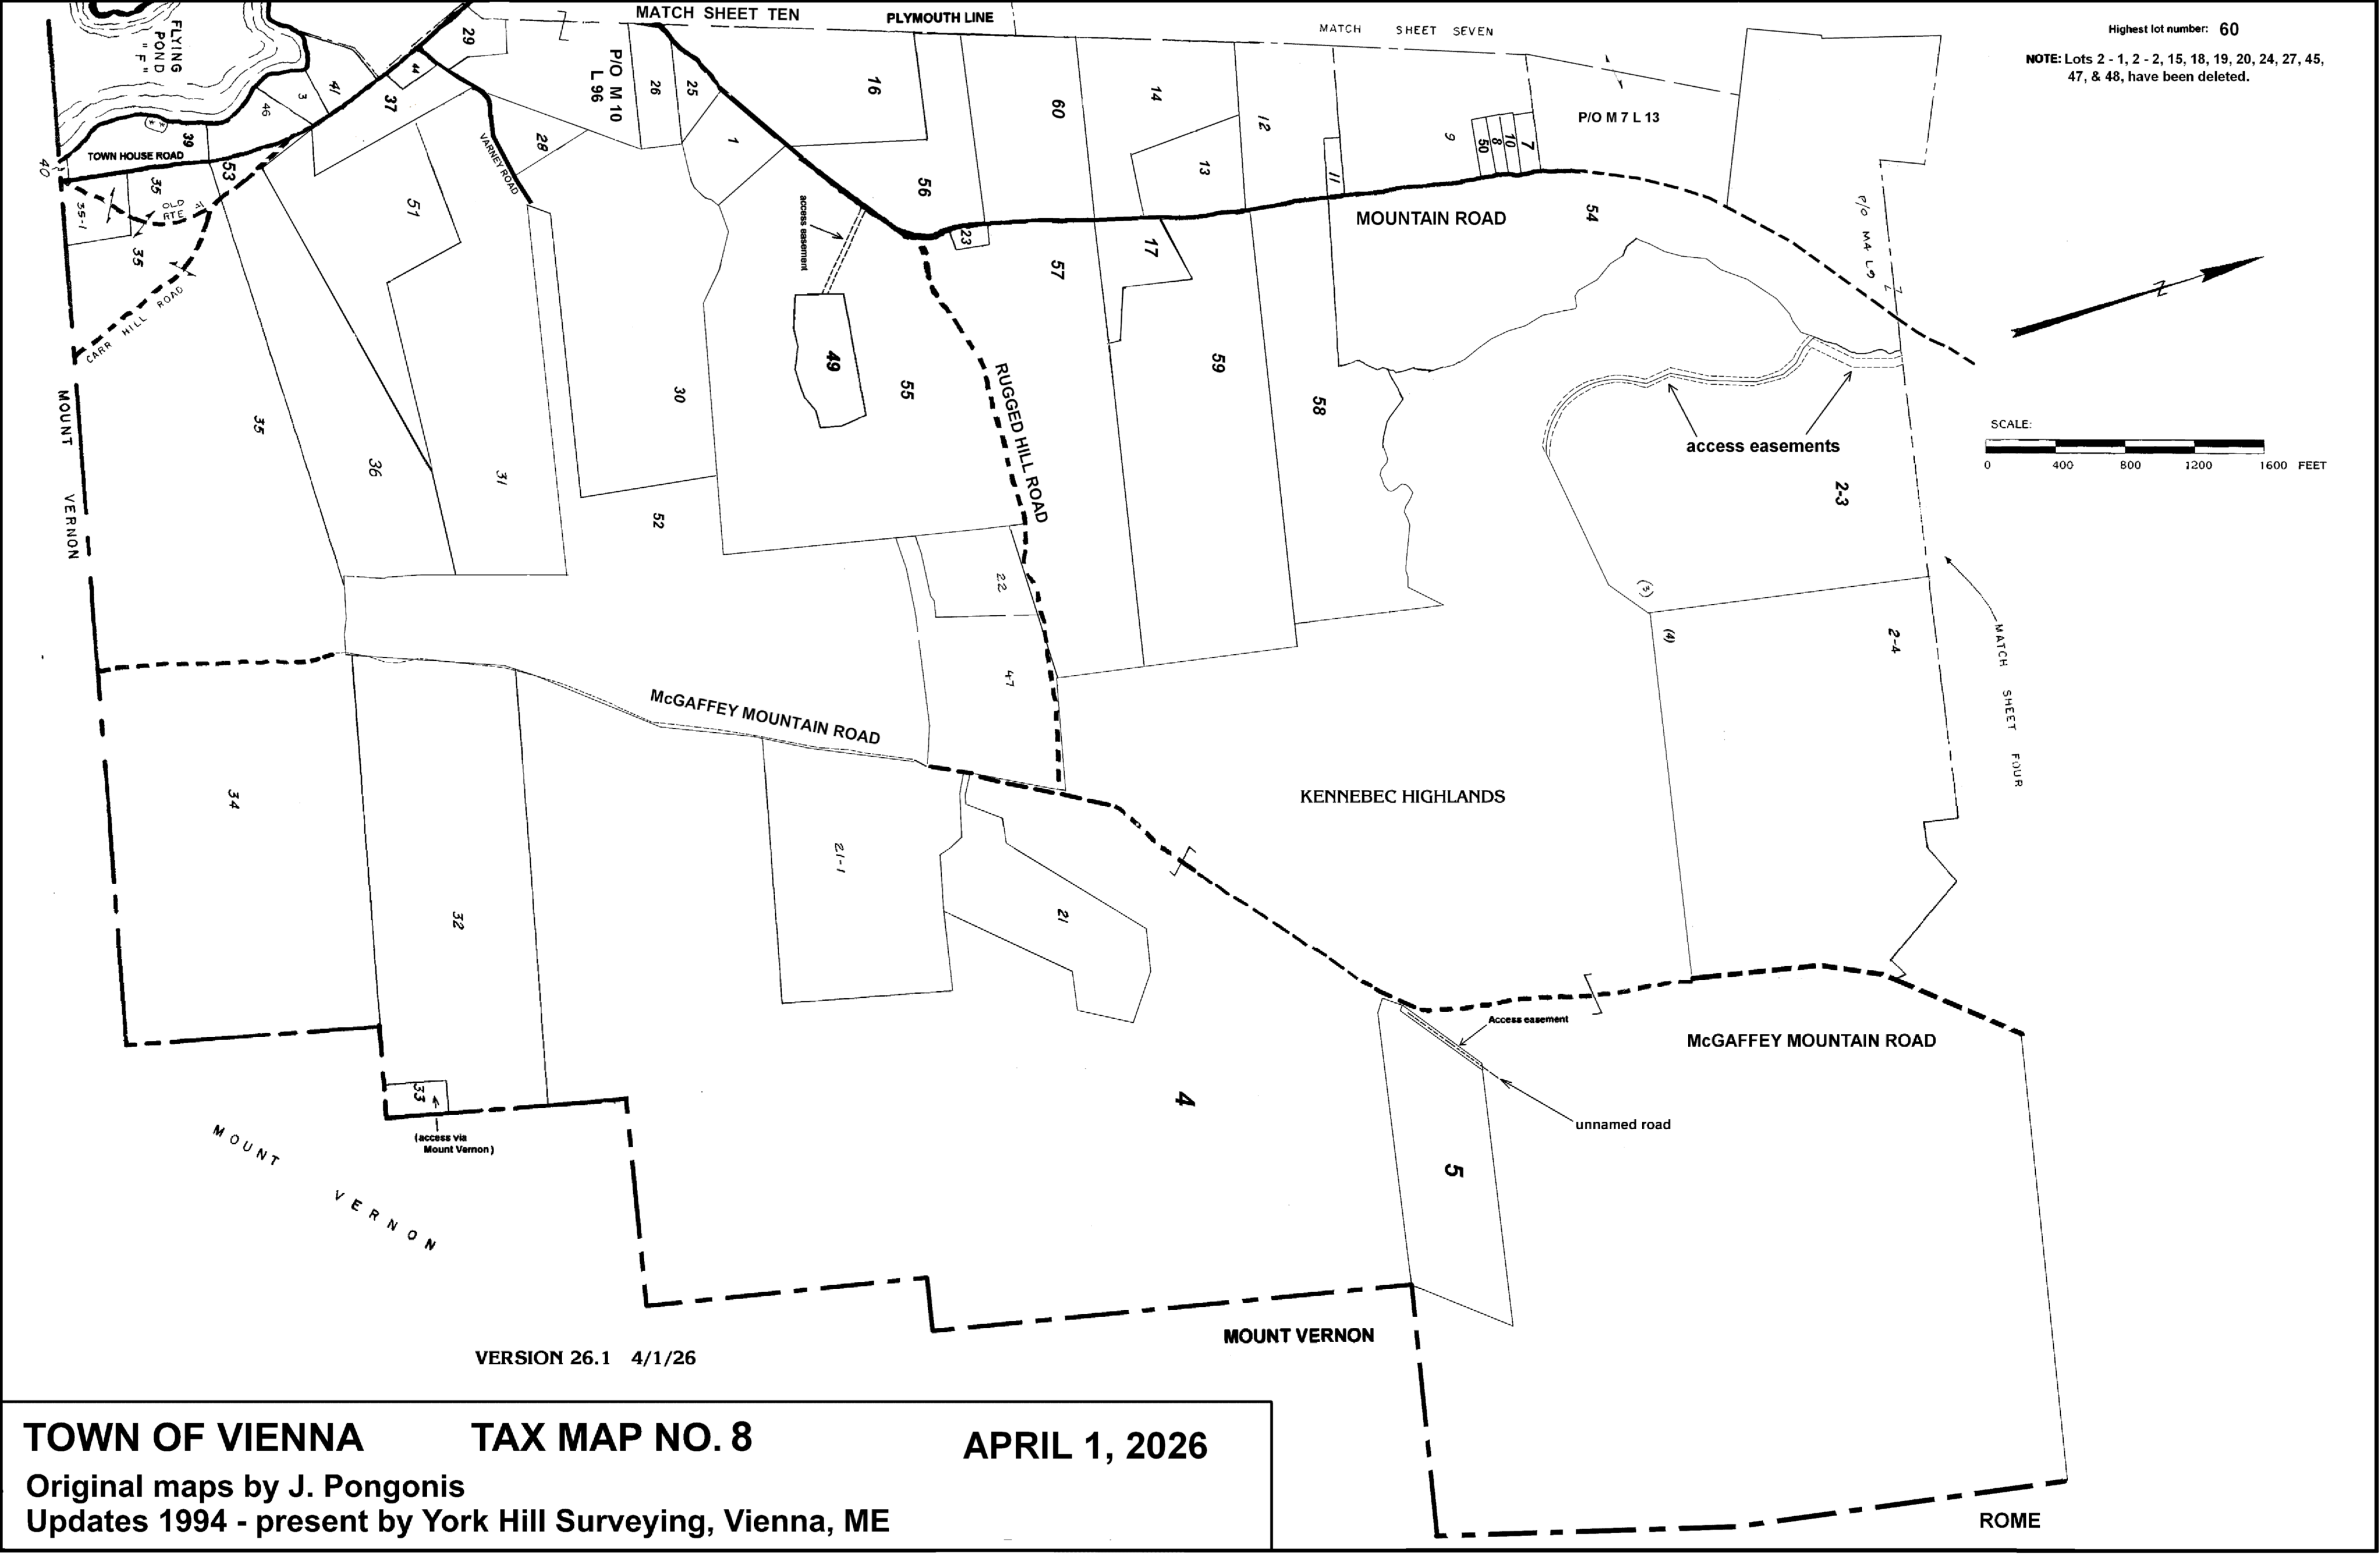 MATCH SHEET TEN
PLYMOUTH LINE
MATCH SHEET SEVEN
Highest lot number: 60
NOTE: Lots 2 - 1, 2 - 2, 15, 18, 19, 20, 24, 27, 45,
47, & 48, have been deleted.
FLYING
POND
"F"
29
44
41
3
46
37
39
P/O M 10
L 96
26
25
16
60
14
12
9
50
8
10
7
P/O M 7 L 13
TOWN HOUSE ROAD
40
53
35
35-1
OLD
RTE
35
VARNEY ROAD
28
1
51
access easement
56
23
13
11
17
57
MOUNTAIN ROAD
54
P/O M4 L9
Z
CARR HILL ROAD
MOUNT VERNON
35
36
31
30
52
49
55
RUGGED HILL ROAD
59
58
access easements
2-3
SCALE:
0 400 800 1200 1600 FEET
22
47
(3)
(4)
2-4
MATCH SHEET FOUR
McGAFFEY MOUNTAIN ROAD
KENNEBEC HIGHLANDS
34
32
21-1
21
Access easement
McGAFFEY MOUNTAIN ROAD
33
(access via
Mount Vernon)
4
5
unnamed road
MOUNT VERNON
MOUNT VERNON
VERSION 26.1 4/1/26
ROME
TOWN OF VIENNA TAX MAP NO. 8 APRIL 1, 2026
Original maps by J. Pongonis
Updates 1994 - present by York Hill Surveying, Vienna, ME